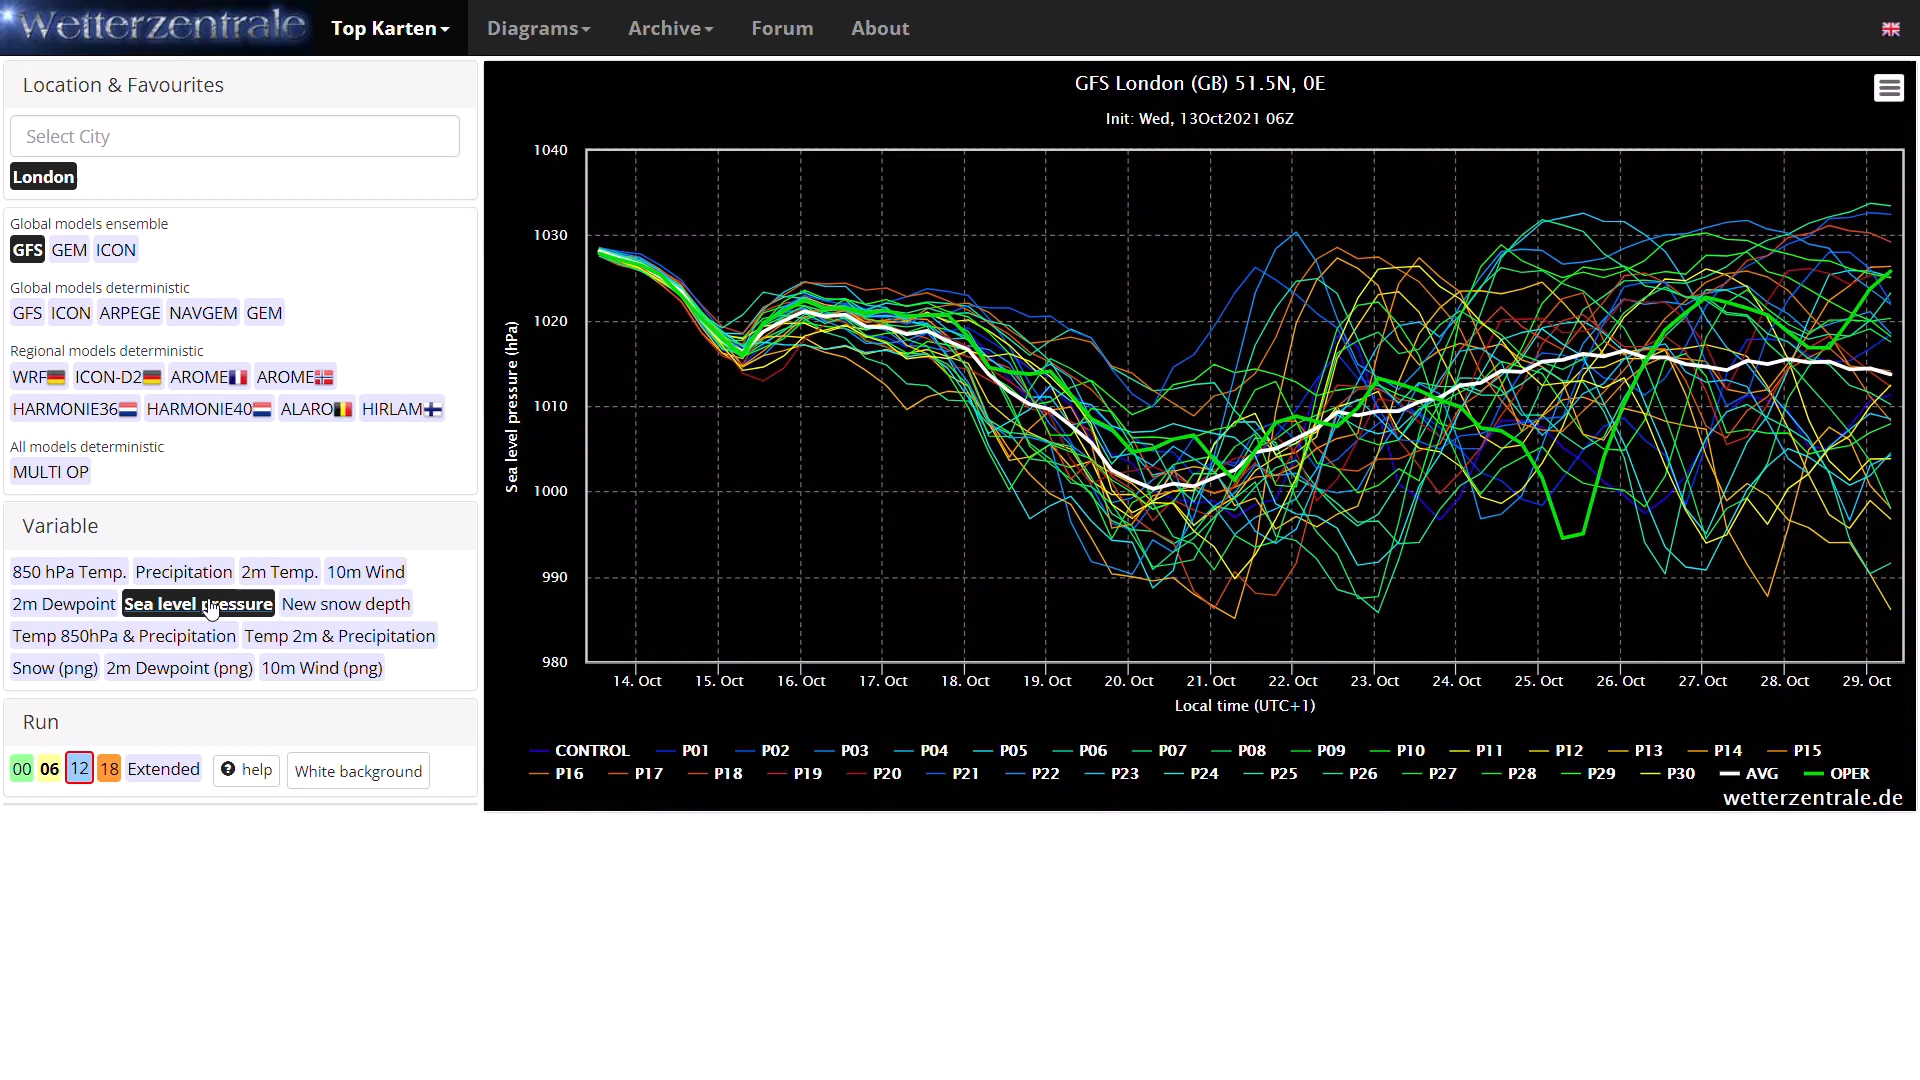 Wetterzentrale Top Karten Diagrams Archive Forum About
Location & Favourites
Select City
London
Global models ensemble
GFS GEM ICON
Global models deterministic
GFS ICON ARPEGE NAVGEM GEM
Regional models deterministic
WRF ICON-D2 AROME AROME
HARMONIE36 HARMONIE40 ALARO HIRLAM
All models deterministic
MULTI OP
Variable
850 hPa Temp. Precipitation 2m Temp. 10m Wind
2m Dewpoint Sea level pressure New snow depth
Temp 850hPa & Precipitation Temp 2m & Precipitation
Snow (png) 2m Dewpoint (png) 10m Wind (png)
Run
00 06 12 18 Extended help White background
GFS London (GB) 51.5N, 0E
Init: Wed, 13Oct2021 06Z
Sea level pressure (hPa)
1040
1030
1020
1010
1000
990
980
14. Oct 15. Oct 16. Oct 17. Oct 18. Oct 19. Oct 20. Oct 21. Oct 22. Oct 23. Oct 24. Oct 25. Oct 26. Oct 27. Oct 28. Oct 29. Oct
Local time (UTC+1)
CONTROL P01 P02 P03 P04 P05 P06 P07 P08 P09 P10 P11 P12 P13 P14 P15
P16 P17 P18 P19 P20 P21 P22 P23 P24 P25 P26 P27 P28 P29 P30 AVG OPER
wetterzentrale.de